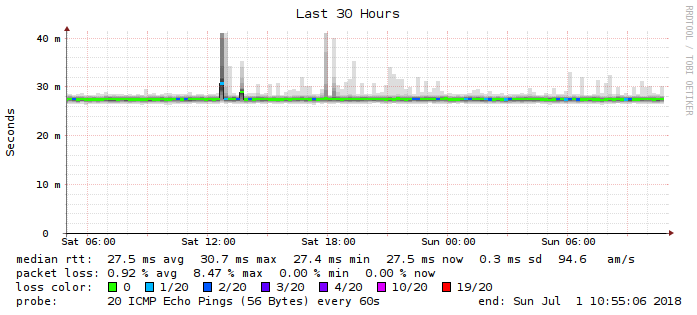 Last 30 Hours
RRDTOOL / TOBI OETIKER
Seconds
40 m
30 m
20 m
10 m
0
Sat 06:00 Sat 12:00 Sat 18:00 Sun 00:00 Sun 06:00
median rtt: 27.5 ms avg 30.7 ms max 27.4 ms min 27.5 ms now 0.3 ms sd 94.6 am/s
packet loss: 0.92 % avg 8.47 % max 0.00 % min 0.00 % now
loss color: 0 1/20 2/20 3/20 4/20 10/20 19/20
probe: 20 ICMP Echo Pings (56 Bytes) every 60s end: Sun Jul 1 10:55:06 2018